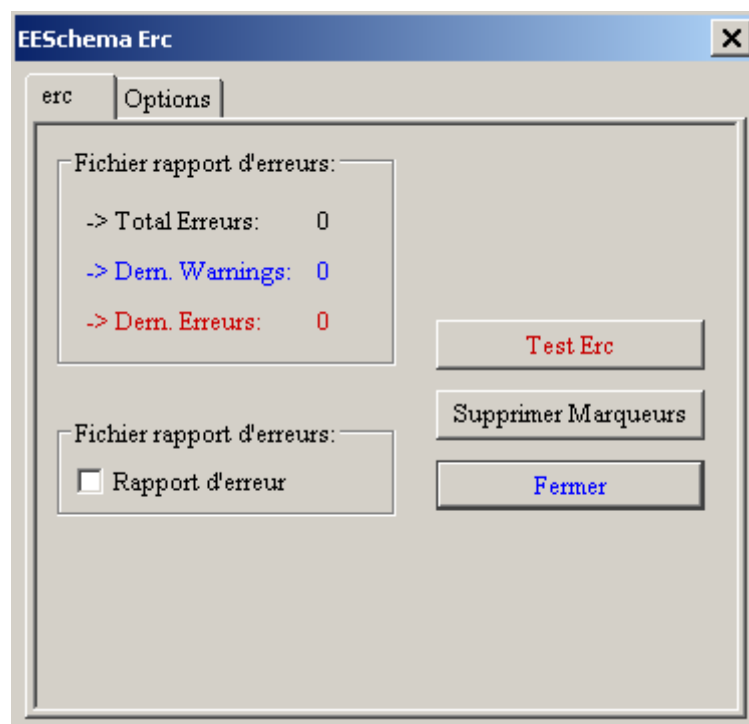 EESchema Erc
erc
Options
Fichier rapport d'erreurs:
-> Total Erreurs: 0
-> Dern. Warnings: 0
-> Dern. Erreurs: 0
Test Erc
Supprimer Marqueurs
Fichier rapport d'erreurs:
Rapport d'erreur
Fermer